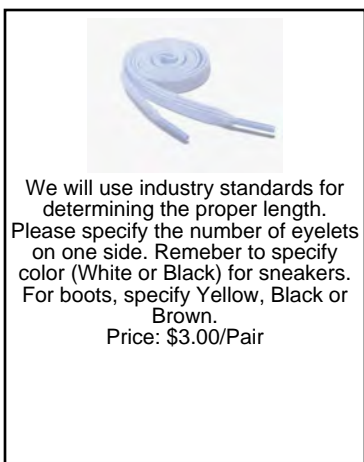 We will use industry standards for
determining the proper length.
Please specify the number of eyelets
on one side. Remeber to specify
color (White or Black) for sneakers.
For boots, specify Yellow, Black or
Brown.
Price: $3.00/Pair